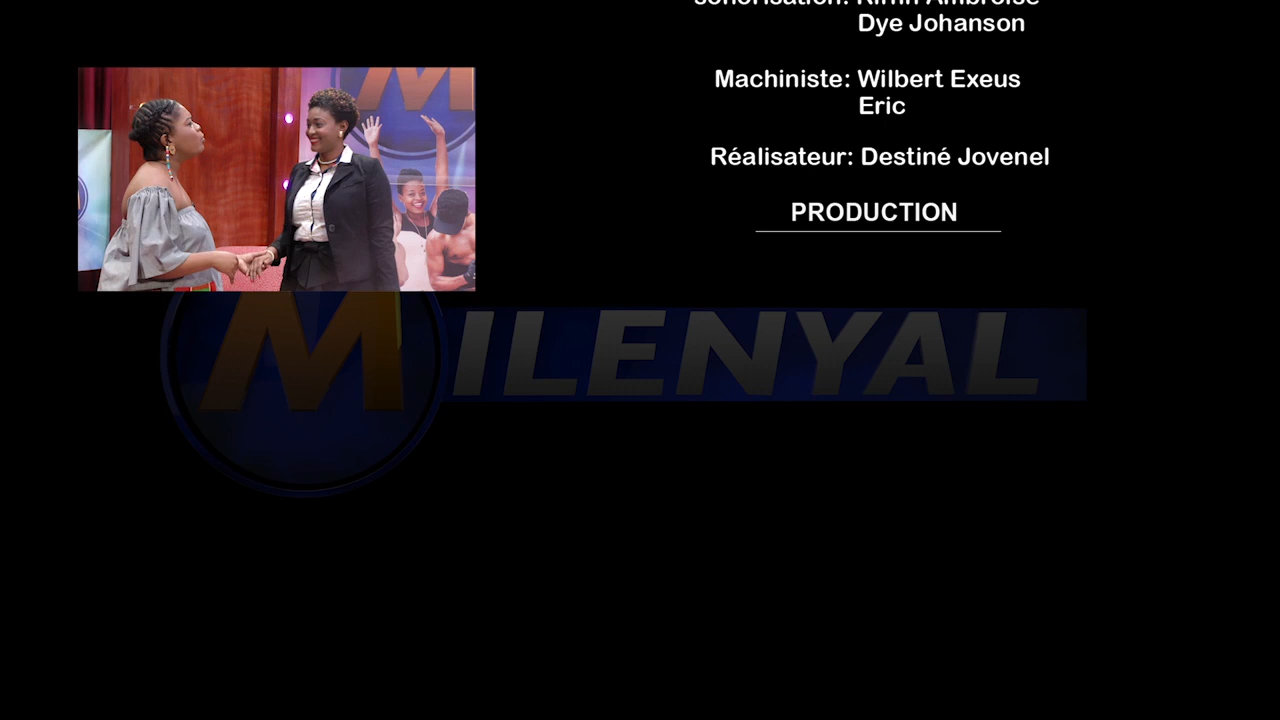 Dye Johanson
Machiniste: Wilbert Exeus
Eric
Réalisateur: Destiné Jovenel
PRODUCTION
M
MILENYAL